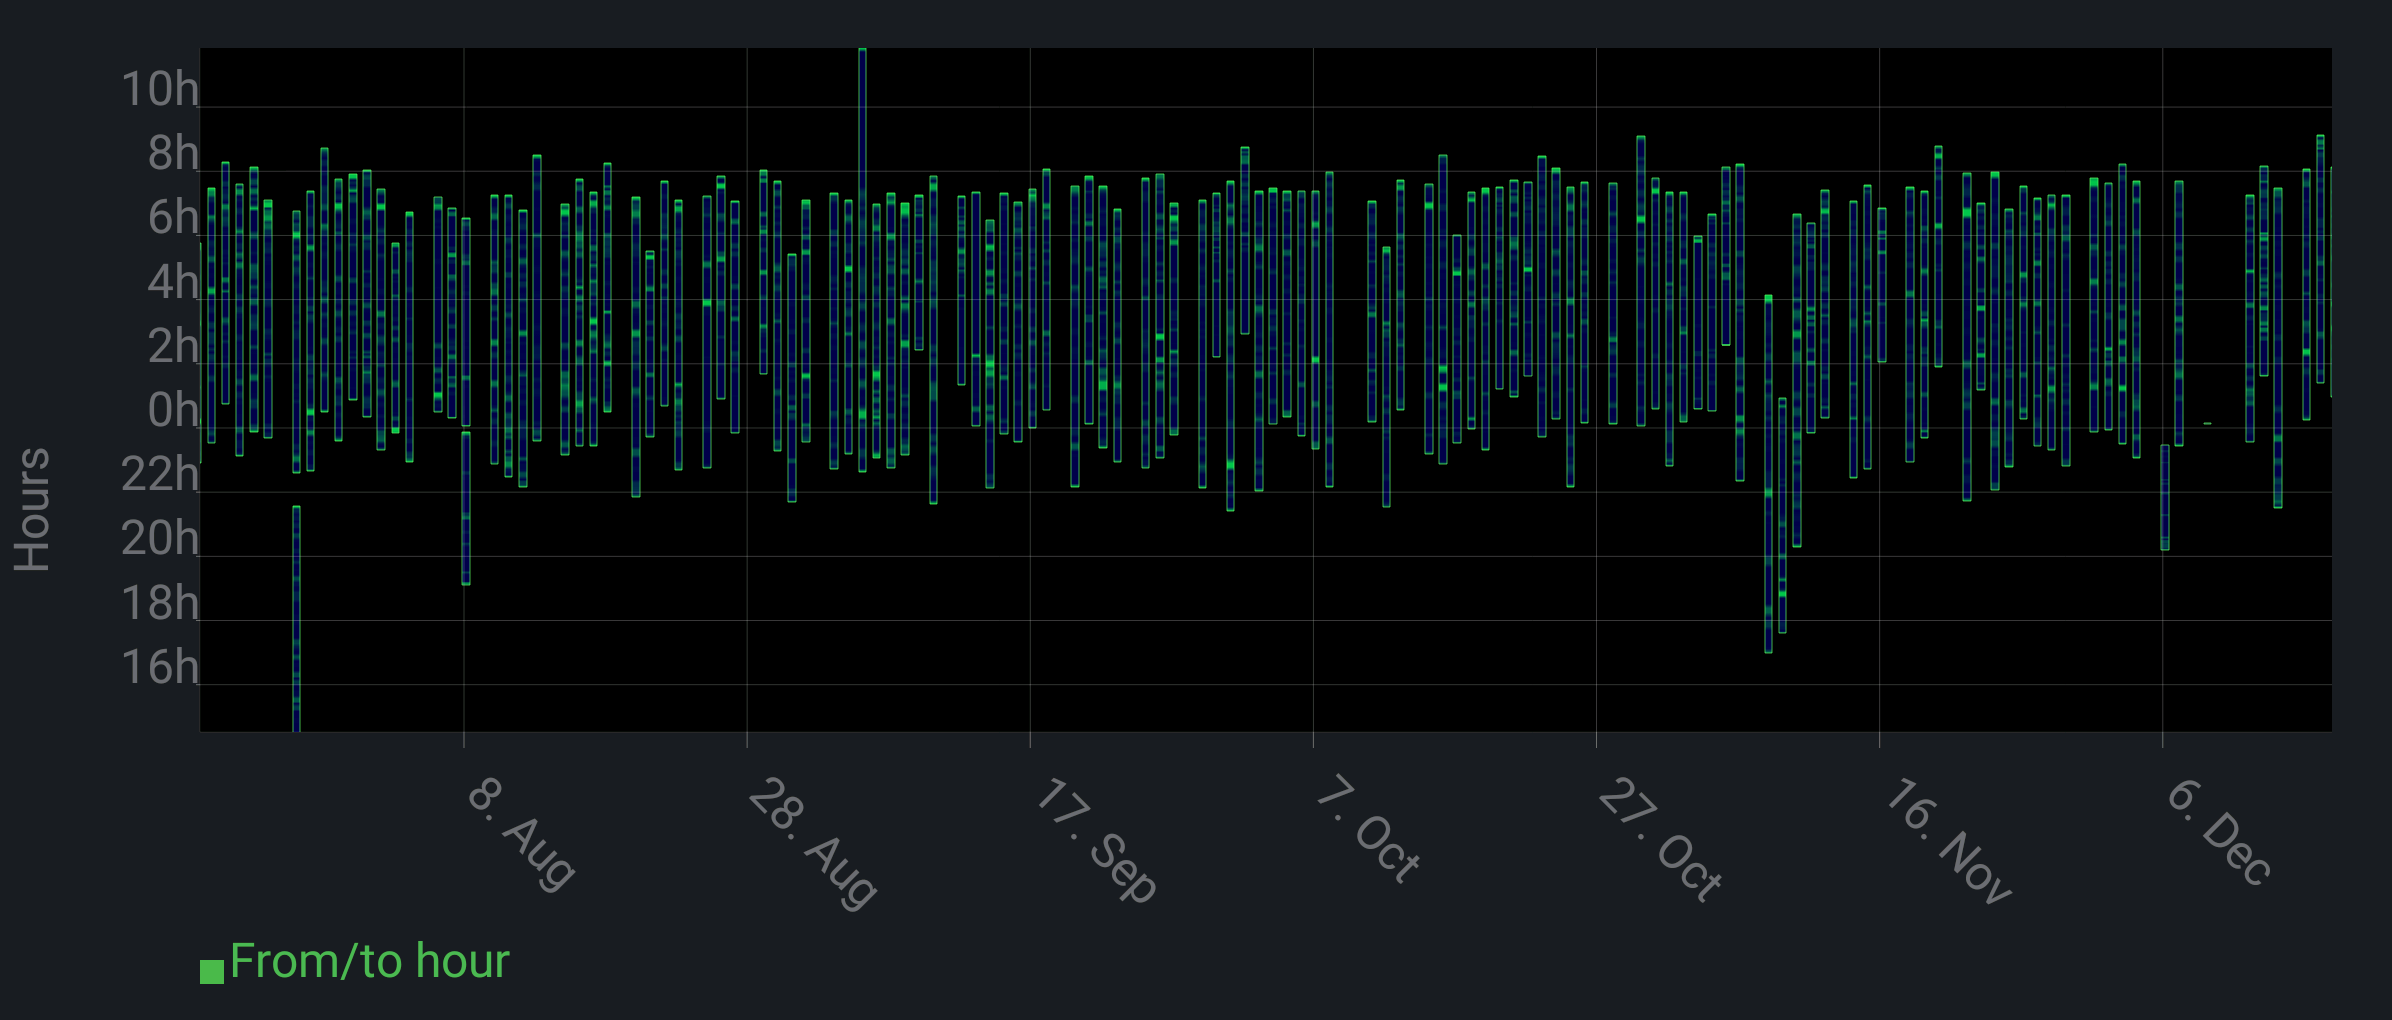 10h
8h
6h
4h
2h
0h
22h
20h
18h
16h
Hours
8. Aug
28. Aug
17. Sep
7. Oct
27. Oct
16. Nov
6. Dec
From/to hour